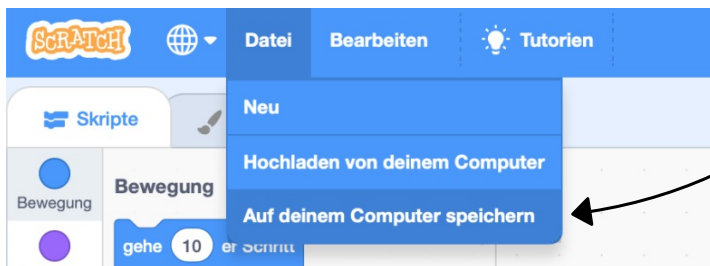 SCRATCH
Datei
Bearbeiten
Tutorien
Neu
Skripte
Hochladen von deinem Computer
Bewegung
Bewegung
Auf deinem Computer speichern
gehe 10 er Schritt